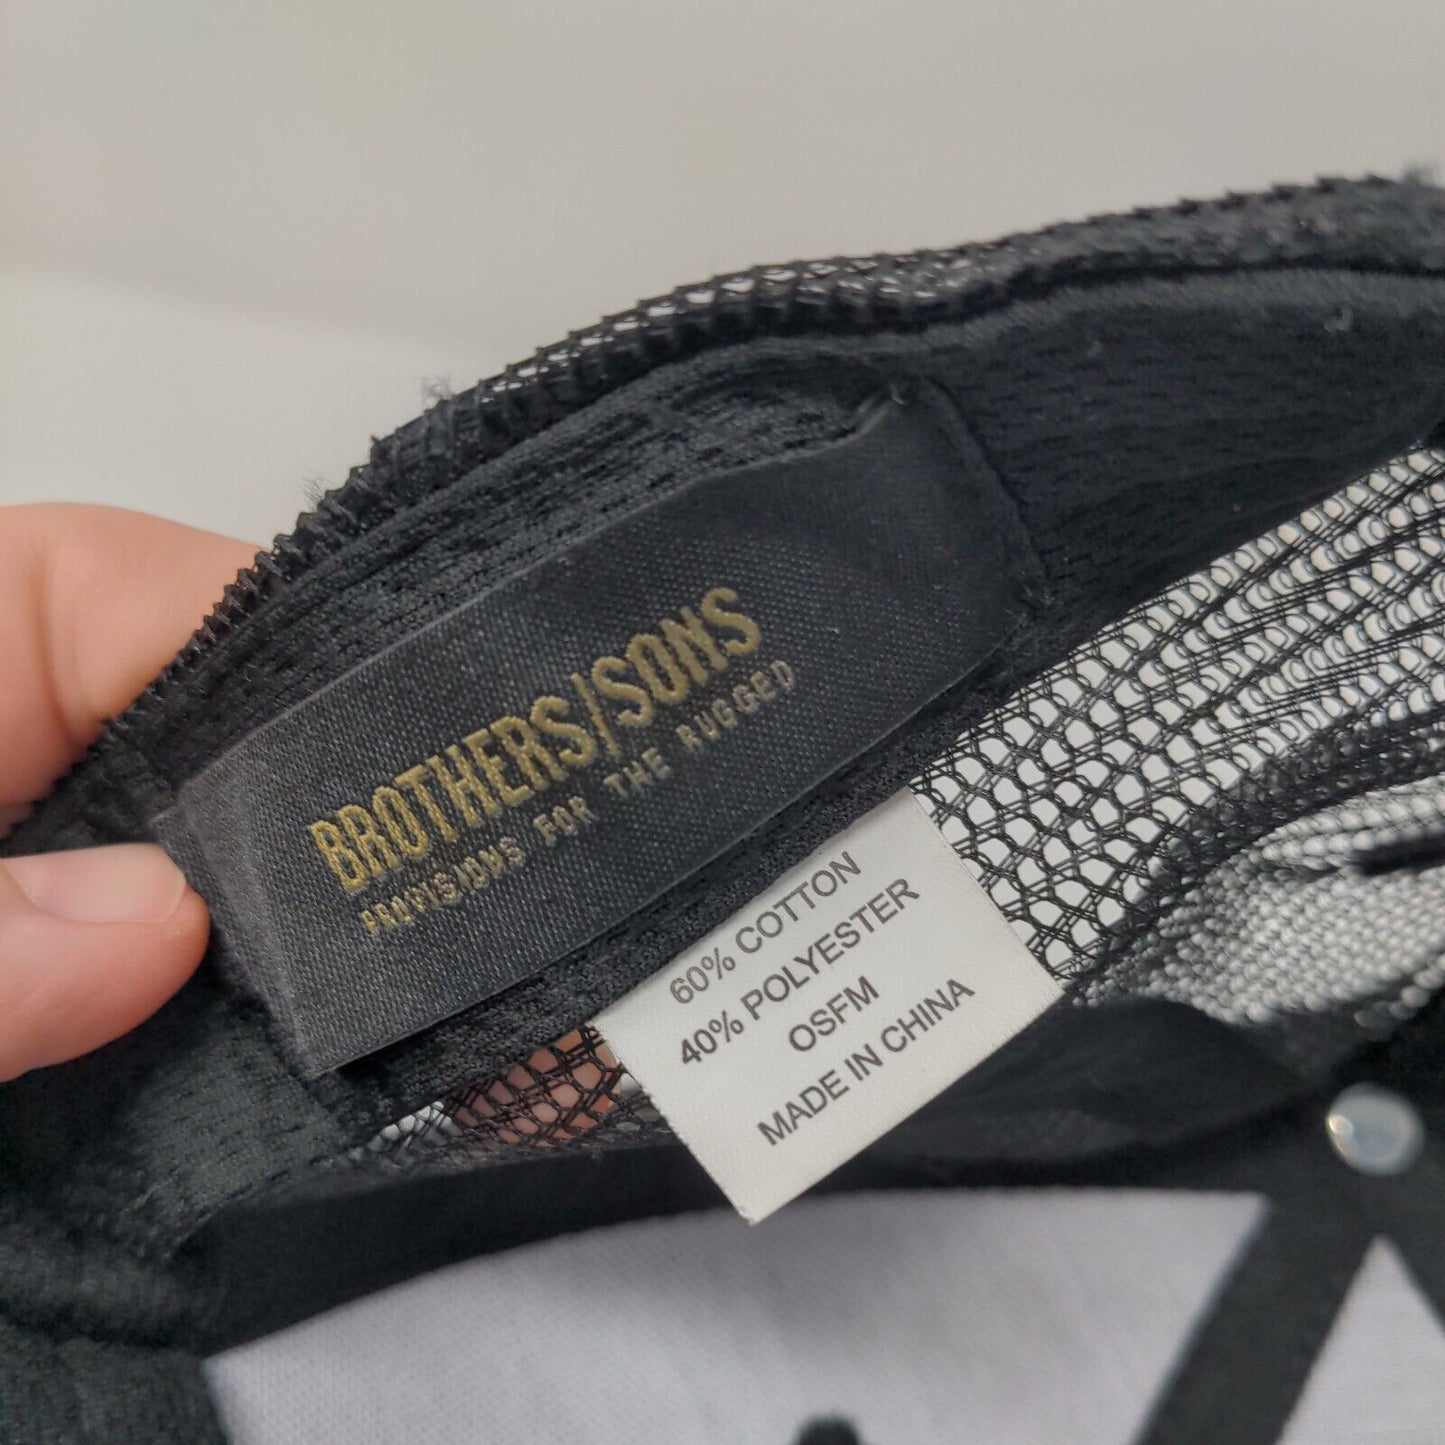 BROTHERS/SONS
PROVISIONS FOR THE RUGGED
60% COTTON
40% POLYESTER
OSFM
MADE IN CHINA